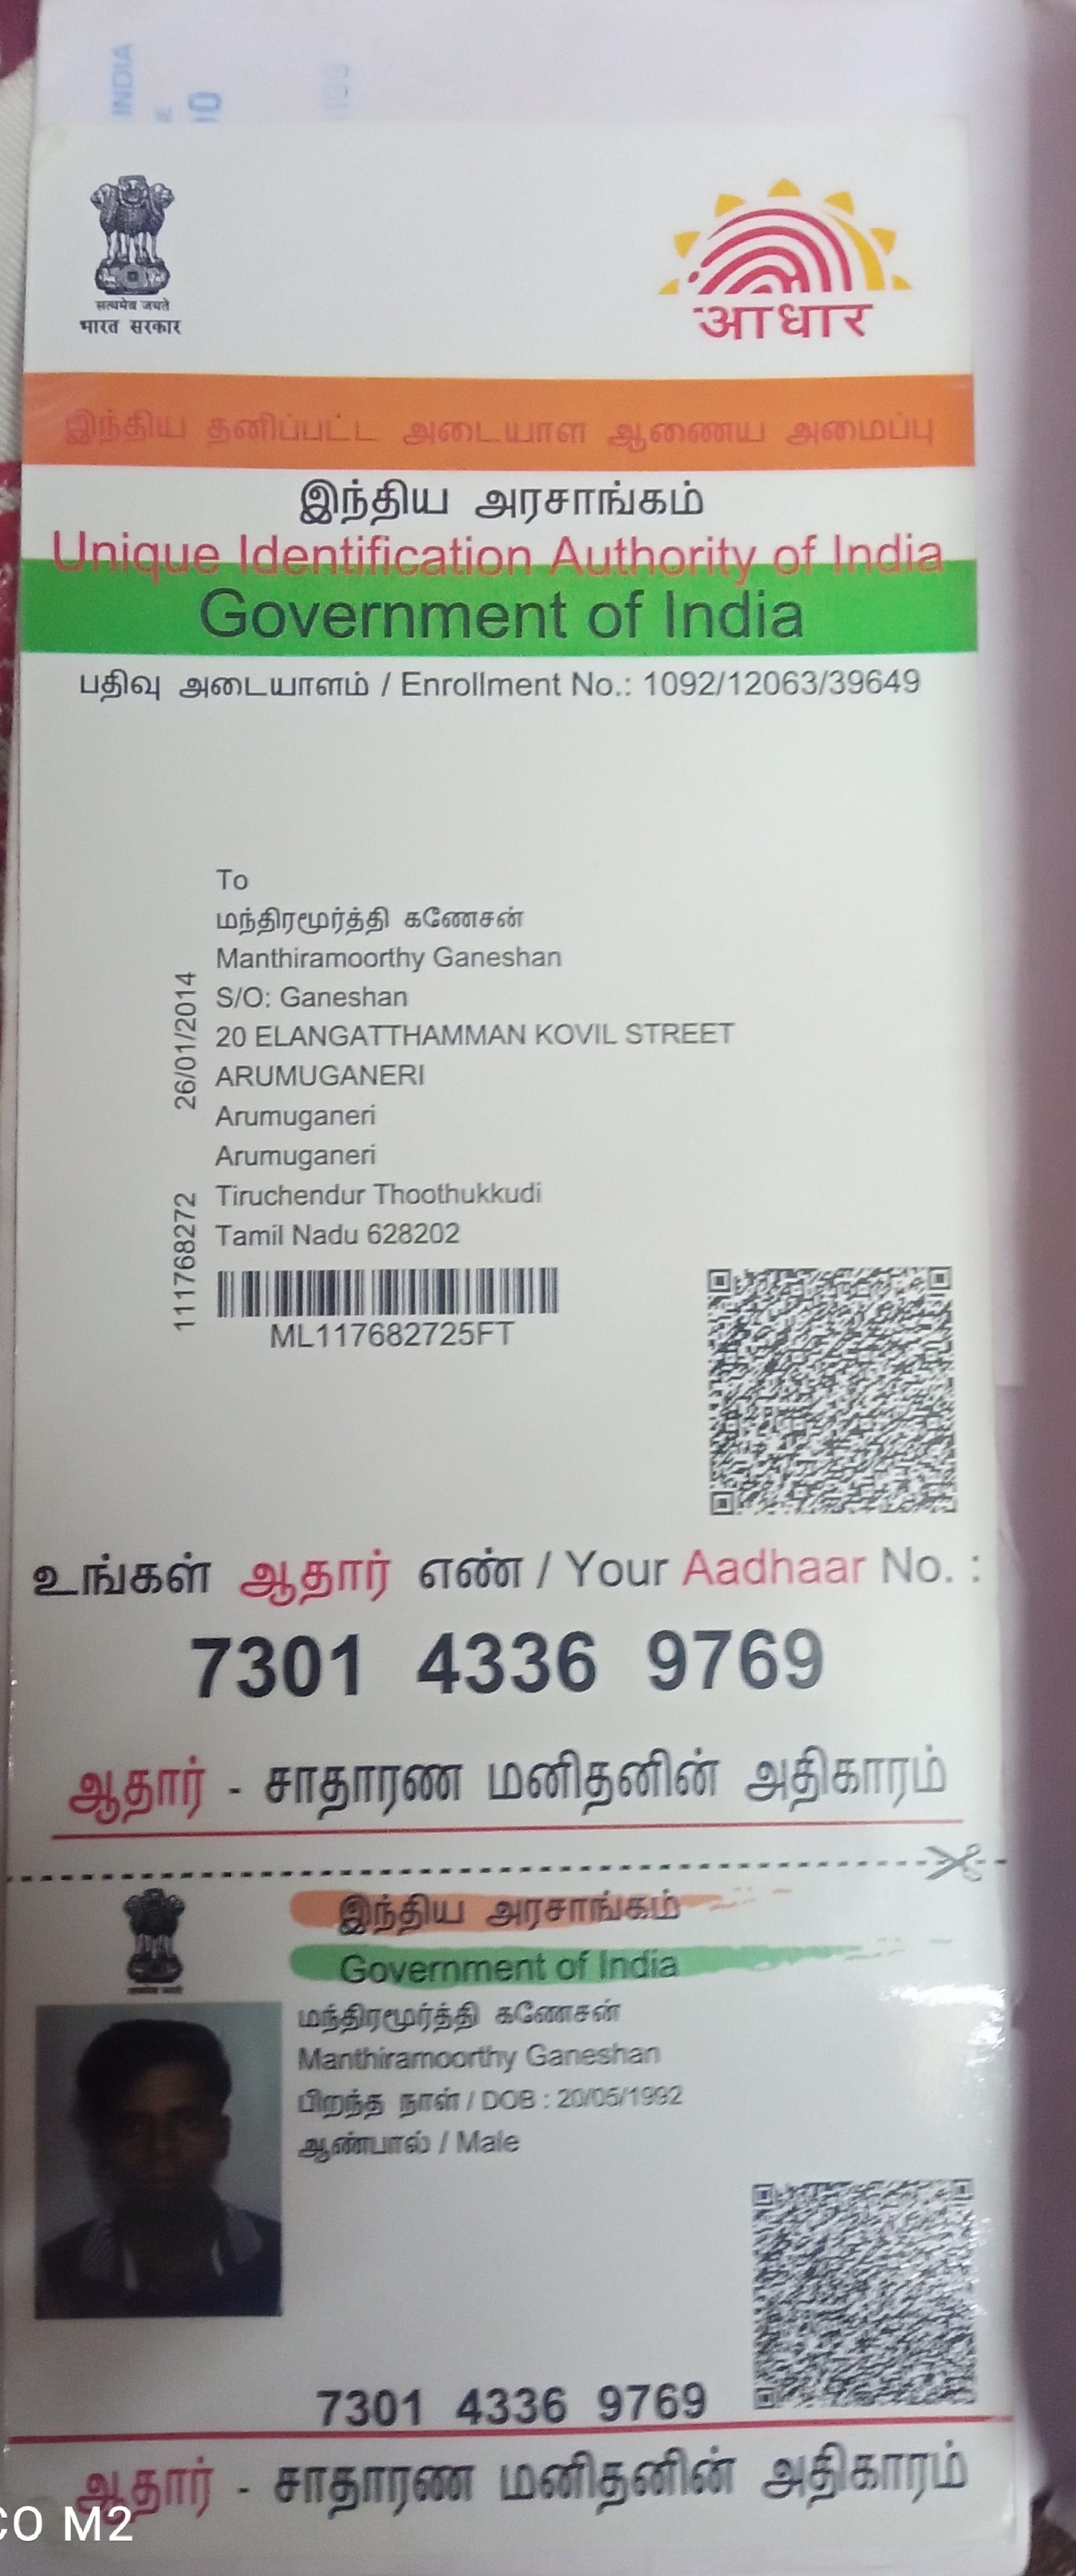 INDIA
सत्यमेव जयते
भारत सरकार
आधार
இந்திய தனிப்பட்ட அடையாள ஆணைய அமைப்பு
இந்திய அரசாங்கம்
Unique Identification Authority of India
Government of India
பதிவு அடையாளம் / Enrollment No.: 1092/12063/39649
To
மந்திரமூர்த்தி கணேசன்
Manthiramoorthy Ganeshan
S/O: Ganeshan
20 ELANGATTHAMMAN KOVIL STREET
ARUMUGANERI
Arumuganeri
Arumuganeri
Tiruchendur Thoothukkudi
Tamil Nadu 628202
26/01/2014
111768272
ML117682725FT
உங்கள் ஆதார் எண் / Your Aadhaar No. :
7301 4336 9769
ஆதார் - சாதாரண மனிதனின் அதிகாரம்
இந்திய அரசாங்கம்
Government of India
மந்திரமூர்த்தி கணேசன்
Manthiramoorthy Ganeshan
பிறந்த நாள் / DOB : 20/05/1992
ஆண்பால் / Male
7301 4336 9769
ஆதார் - சாதாரண மனிதனின் அதிகாரம்
CO M2